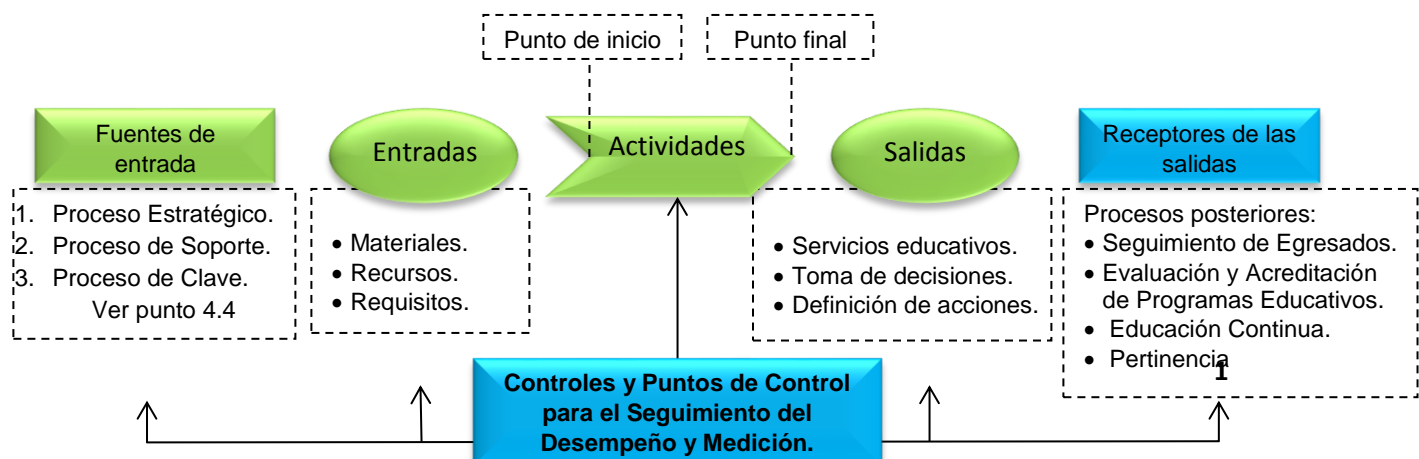 Punto de inicio
Punto final
Fuentes de
entrada
Entradas
Actividades
Salidas
Receptores de las
salidas
1. Proceso Estratégico.
2. Proceso de Soporte.
3. Proceso de Clave.
Ver punto 4.4
• Materiales.
• Recursos.
• Requisitos.
• Servicios educativos.
• Toma de decisiones.
• Definición de acciones.
Procesos posteriores:
• Seguimiento de Egresados.
• Evaluación y Acreditación
de Programas Educativos.
• Educación Continua.
• Pertinencia
1
Controles y Puntos de Control
para el Seguimiento del
Desempeño y Medición.